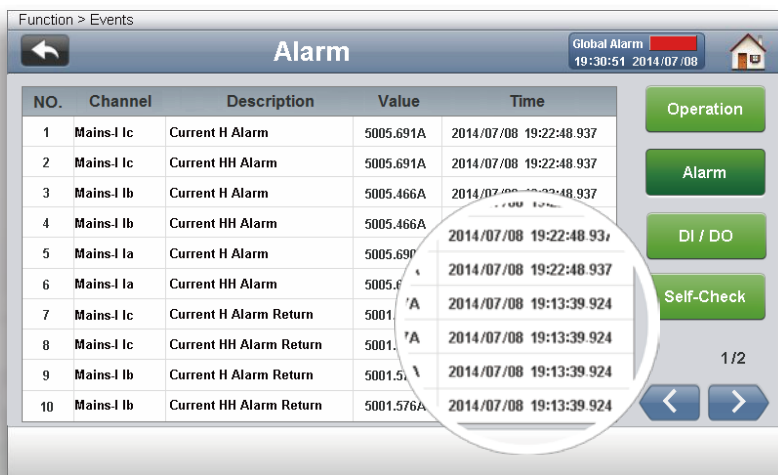 Function > Events
Alarm
Global Alarm
19:30:51 2014/07/08
NO. Channel Description Value Time
1 Mains-I Ic Current H Alarm 5005.691A 2014/07/08 19:22:48.937
2 Mains-I Ic Current HH Alarm 5005.691A 2014/07/08 19:22:48.937
3 Mains-I Ib Current H Alarm 5005.466A 2014/07/08 19:22:48.937
4 Mains-I Ib Current HH Alarm 5005.466A
5 Mains-I Ia Current H Alarm 2014/07/08 19:22:48.937
6 Mains-I Ia Current HH Alarm 2014/07/08 19:22:48.937
7 Mains-I Ic Current H Alarm Return 2014/07/08 19:13:39.924
8 Mains-I Ic Current HH Alarm Return 2014/07/08 19:13:39.924
9 Mains-I Ib Current H Alarm Return 2014/07/08 19:13:39.924
10 Mains-I Ib Current HH Alarm Return 5001.576A 2014/07/08 19:13:39.924
Operation
Alarm
DI / DO
Self-Check
1/2